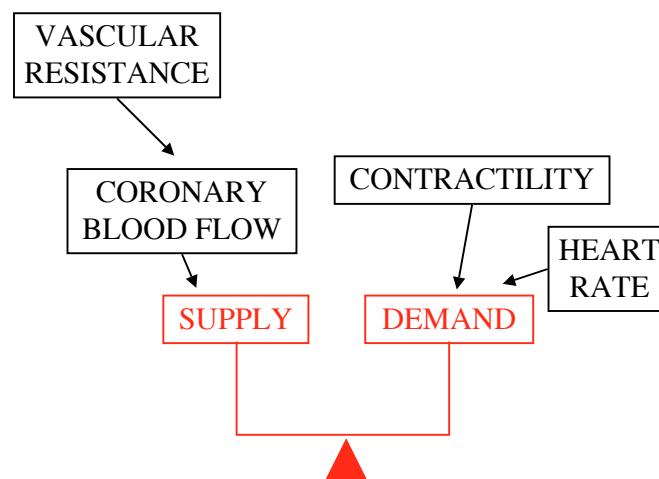 VASCULAR
RESISTANCE
CORONARY
BLOOD FLOW
CONTRACTILITY
HEART
RATE
SUPPLY
DEMAND